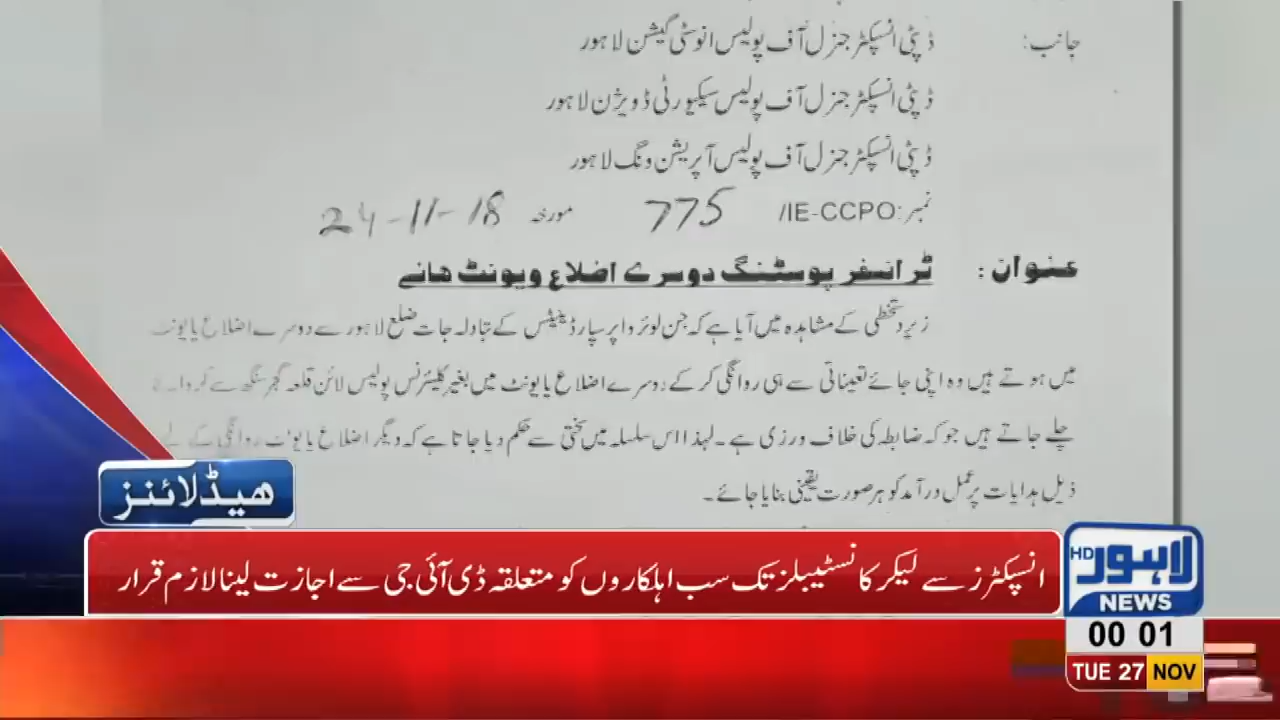 جانب: ڈپٹی انسپکٹر جنرل آف پولیس انوسٹی گیشن لاہور
ڈپٹی انسپکٹر جنرل آف پولیس سیکیورٹی ڈویژن لاہور
ڈپٹی انسپکٹر جنرل آف پولیس آپریشن ونگ لاہور
نمبر: IE-CCPO/ 775 مورخہ 24-11-18
عنوان: ٹرانسفر پوسٹنگ دوسرے اضلاع ویونٹ ھائے
زیر دستخطی کے مشاہدہ میں آیا ہے کہ جن لوئر و اپر سبارڈینیٹس کے تبادلہ جات ضلع لاہور سے دوسرے اضلاع یا یونٹ
میں ہوتے ہیں وہ اپنی جائے تعیناتی سے ہی روانگی کر کے دوسرے اضلاع یا یونٹ میں بغیر کلیئرنس پولیس لائن قلعہ گجر سنگھ سے کروائے
چلے جاتے ہیں جو کہ ضابطہ کی خلاف ورزی ہے۔ لہذا اس سلسلہ میں سختی سے حکم دیا جاتا ہے کہ دیگر اضلاع یا یونٹ روانگی کے لیے
ذیل ہدایات پر عمل درآمد کو ہر صورت یقینی بنایا جائے۔
ھیڈلائنز
انسپکٹرز سے لیکر کانسٹیبلز تک سب اہلکاروں کو متعلقہ ڈی آئی جی سے اجازت لینا لازم قرار
لاہور HD
NEWS
00 01
TUE 27 NOV